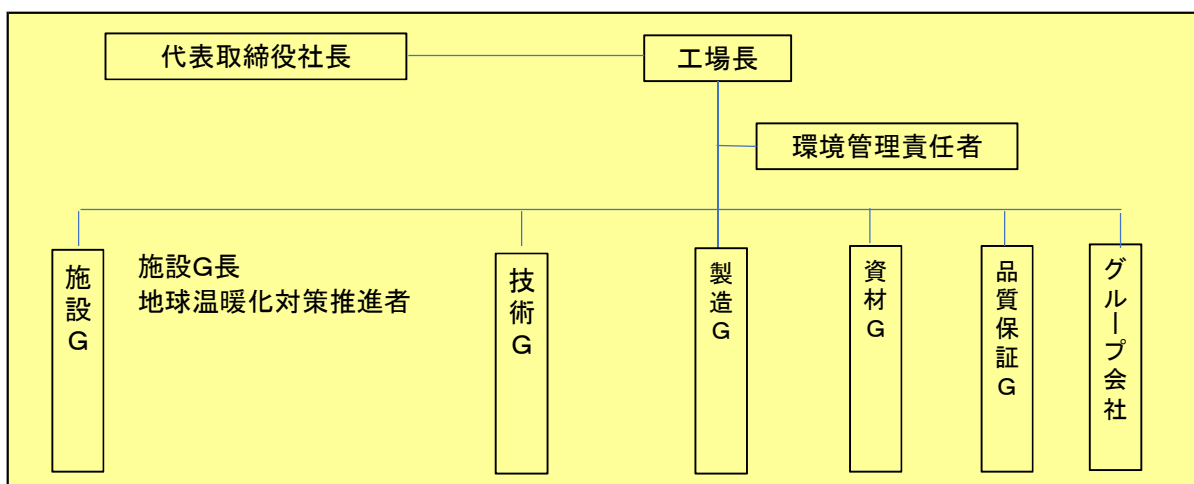 代表取締役社長
工場長
環境管理責任者
施設G
施設G長
地球温暖化対策推進者
技術G
製造G
資材G
品質保証G
グループ会社